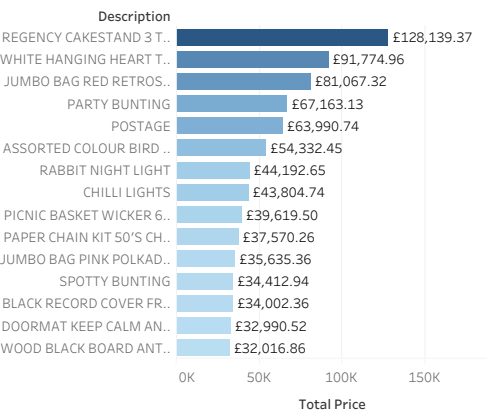 Description
REGENCY CAKESTAND 3 T.. £128,139.37
WHITE HANGING HEART T.. £91,774.96
JUMBO BAG RED RETROS.. £81,067.32
PARTY BUNTING £67,163.13
POSTAGE £63,990.74
ASSORTED COLOUR BIRD .. £54,332.45
RABBIT NIGHT LIGHT £44,192.65
CHILLI LIGHTS £43,804.74
PICNIC BASKET WICKER 6.. £39,619.50
PAPER CHAIN KIT 50'S CH.. £37,570.26
JUMBO BAG PINK POLKAD.. £35,635.36
SPOTTY BUNTING £34,412.94
BLACK RECORD COVER FR.. £34,002.36
DOORMAT KEEP CALM AN.. £32,990.52
WOOD BLACK BOARD ANT.. £32,016.86
0K 50K 100K 150K
Total Price